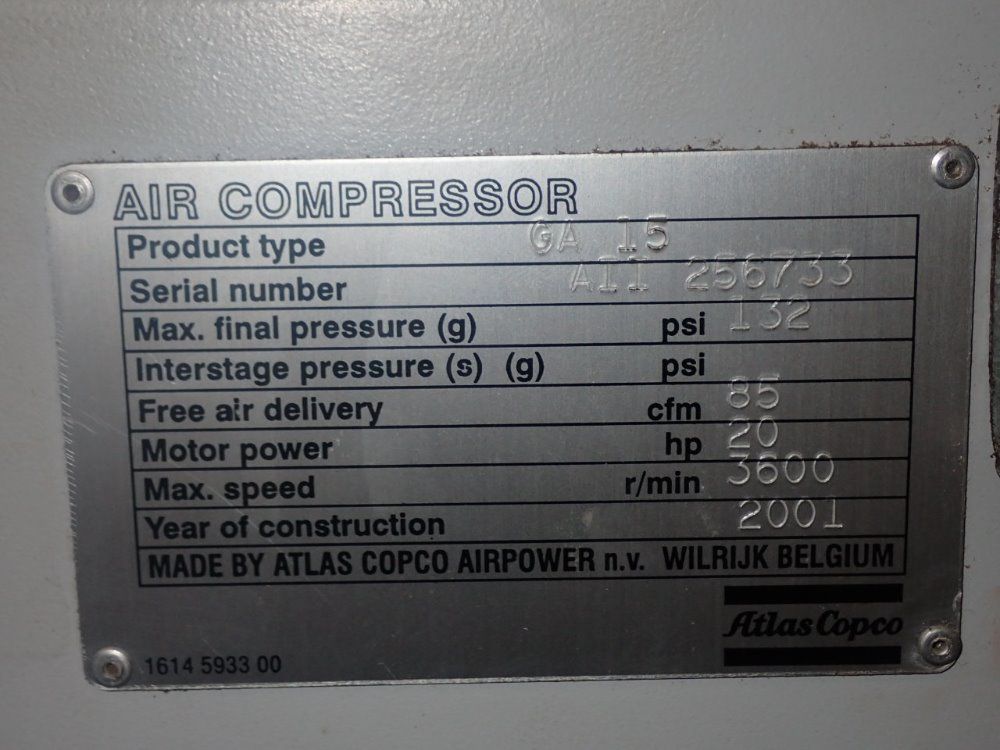 AIR COMPRESSOR
Product type GA 15
Serial number AII 256733
Max. final pressure (g) psi 132
Interstage pressure (s) (g) psi
Free air delivery cfm 85
Motor power hp 20
Max. speed r/min 3600
Year of construction 2001
MADE BY ATLAS COPCO AIRPOWER n.v. WILRIJK BELGIUM
Atlas Copco
1614 5933 00